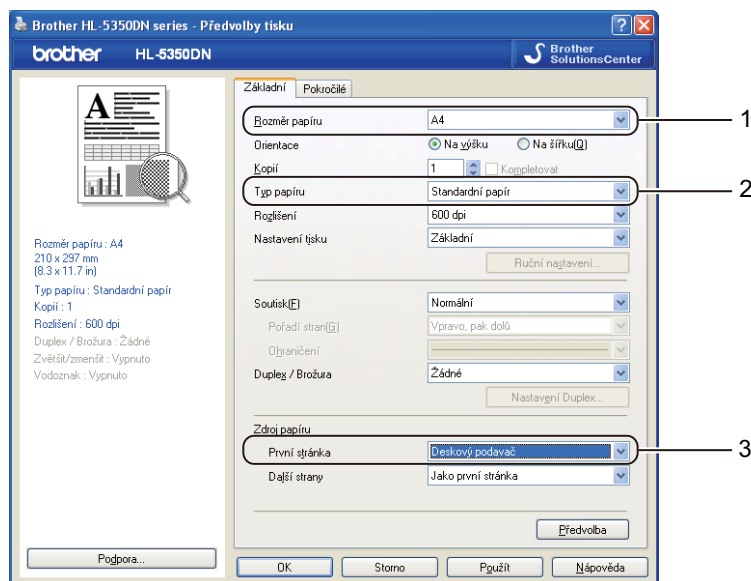 Brother HL-5350DN series - Předvolby tisku
brother HL-5350DN
Brother
SolutionsCenter
Základní Pokročilé
Rozměr papíru A4 1
Orientace Na výšku Na šířku(Q)
Kopií 1 Kompletovat
Typ papíru Standardní papír 2
Rozlišení 600 dpi
Nastavení tisku Základní
Ruční nastavení...
Soutisk(F) Normální
Pořadí stran(G) Vpravo, pak dolů
Ohraničení
Duplex / Brožura Žádné
Nastavení Duplex...
Zdroj papíru
První stránka Deskový podavač 3
Další strany Jako první stránka
Předvolba
A
Rozměr papíru : A4
210 x 297 mm
(8.3 x 11.7 in)
Typ papíru : Standardní papír
Kopií : 1
Rozlišení : 600 dpi
Duplex / Brožura : Žádné
Zvětšit/zmenšit : Vypnuto
Vodoznak : Vypnuto
Podpora...
OK Storno Použít Nápověda